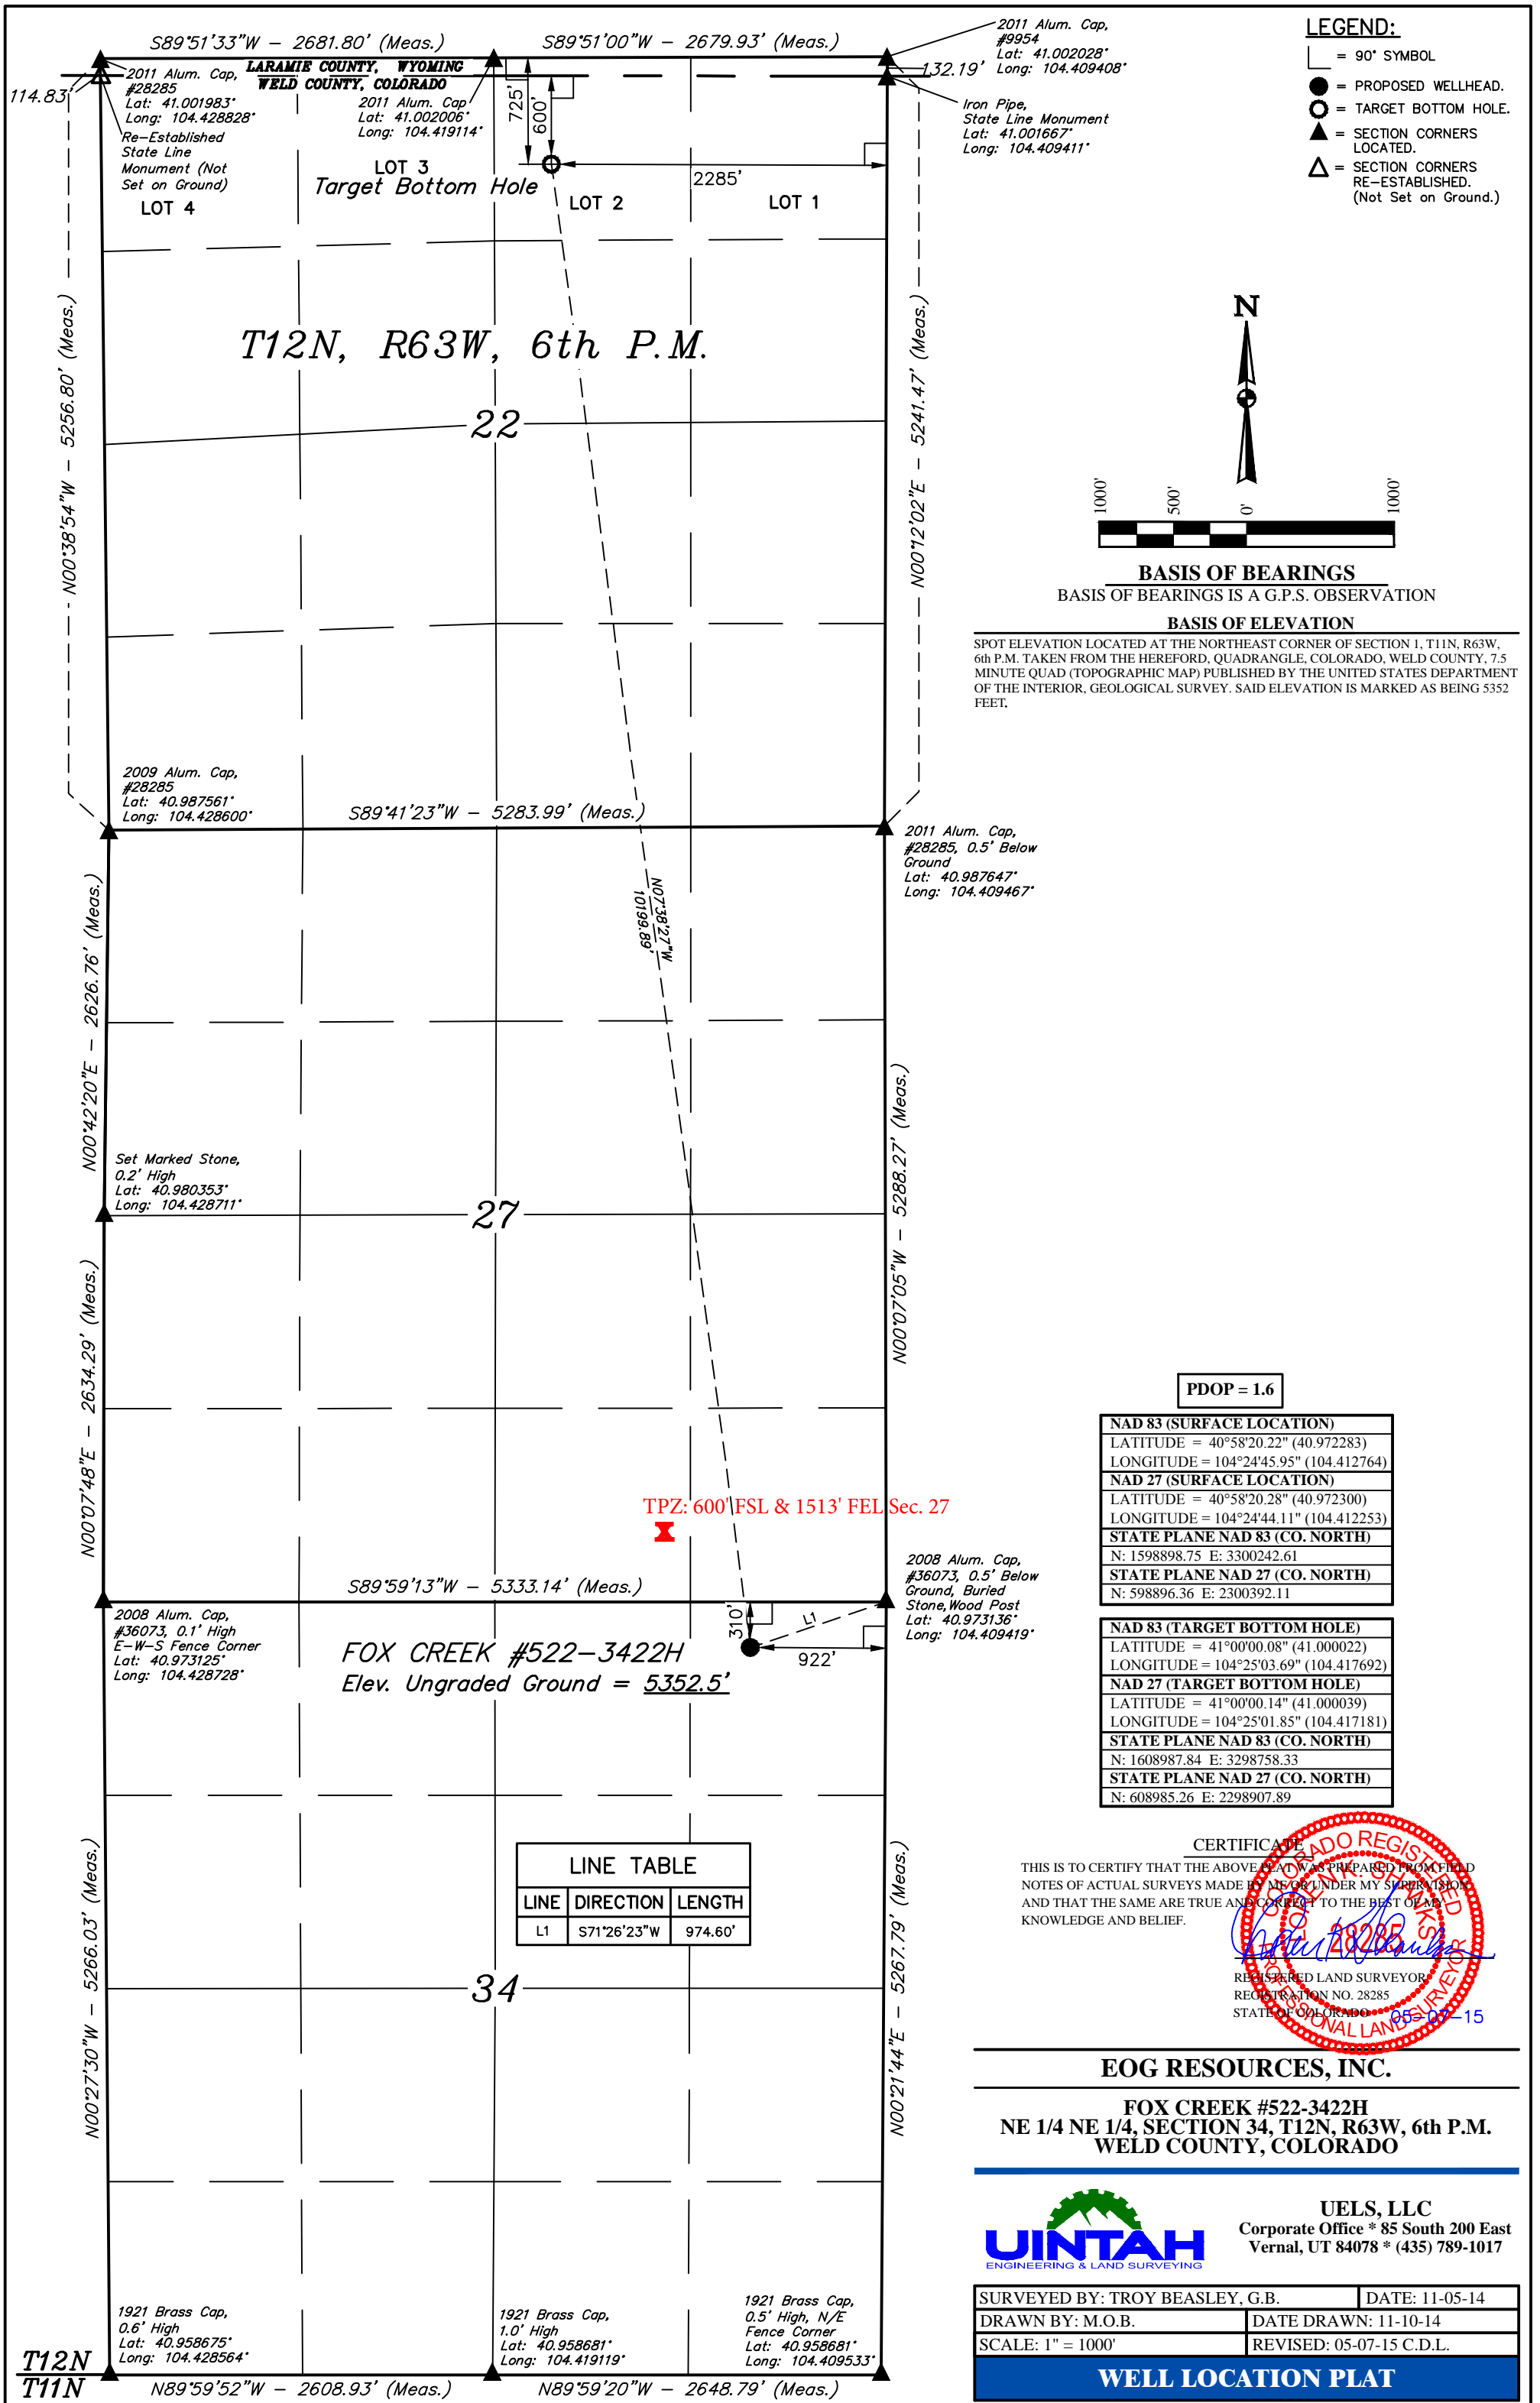 S89°51'33"W - 2681.80' (Meas.)
S89°51'00"W - 2679.93' (Meas.)
2011 Alum. Cap,
#9954
Lat: 41.002028°
Long: 104.409408°
132.19'
114.83'
2011 Alum. Cap,
#28285
Lat: 41.001983°
Long: 104.428828°
LARAMIE COUNTY, WYOMING
WELD COUNTY, COLORADO
2011 Alum. Cap
Lat: 41.002006°
Long: 104.419114°
725'
600'
Iron Pipe,
State Line Monument
Lat: 41.001667°
Long: 104.409411°
Re-Established
State Line
Monument (Not
Set on Ground)
LOT 3
Target Bottom Hole
2285'
LOT 4
LOT 2
LOT 1
LEGEND:
= 90° SYMBOL
= PROPOSED WELLHEAD.
= TARGET BOTTOM HOLE.
= SECTION CORNERS
LOCATED.
= SECTION CORNERS
RE-ESTABLISHED.
(Not Set on Ground.)
T12N, R63W, 6th P.M.
22
N00°38'54"W - 5256.80' (Meas.)
N00°12'02"E - 5241.47' (Meas.)
N
1000'
500'
0'
1000'
BASIS OF BEARINGS
BASIS OF BEARINGS IS A G.P.S. OBSERVATION
BASIS OF ELEVATION
SPOT ELEVATION LOCATED AT THE NORTHEAST CORNER OF SECTION 1, T11N, R63W,
6th P.M. TAKEN FROM THE HEREFORD, QUADRANGLE, COLORADO, WELD COUNTY, 7.5
MINUTE QUAD (TOPOGRAPHIC MAP) PUBLISHED BY THE UNITED STATES DEPARTMENT
OF THE INTERIOR, GEOLOGICAL SURVEY. SAID ELEVATION IS MARKED AS BEING 5352
FEET.
2009 Alum. Cap,
#28285
Lat: 40.987561°
Long: 104.428600°
S89°41'23"W - 5283.99' (Meas.)
2011 Alum. Cap,
#28285, 0.5' Below
Ground
Lat: 40.987647°
Long: 104.409467°
N07°38'27"W
10199.89'
N00°42'20"E - 2626.76' (Meas.)
Set Marked Stone,
0.2' High
Lat: 40.980353°
Long: 104.428711°
27
N00°07'05"W - 5288.27' (Meas.)
N00°07'48"E - 2634.29' (Meas.)
TPZ: 600' FSL & 1513' FEL Sec. 27
S89°59'13"W - 5333.14' (Meas.)
2008 Alum. Cap,
#36073, 0.5' Below
Ground, Buried
Stone,Wood Post
Lat: 40.973136°
Long: 104.409419°
2008 Alum. Cap,
#36073, 0.1' High
E-W-S Fence Corner
Lat: 40.973125°
Long: 104.428728°
310'
L1
922'
FOX CREEK #522-3422H
Elev. Ungraded Ground = 5352.5'
PDOP = 1.6
NAD 83 (SURFACE LOCATION)
LATITUDE = 40°58'20.22" (40.972283)
LONGITUDE = 104°24'45.95" (104.412764)
NAD 27 (SURFACE LOCATION)
LATITUDE = 40°58'20.28" (40.972300)
LONGITUDE = 104°24'44.11" (104.412253)
STATE PLANE NAD 83 (CO. NORTH)
N: 1598898.75 E: 3300242.61
STATE PLANE NAD 27 (CO. NORTH)
N: 598896.36 E: 2300392.11
NAD 83 (TARGET BOTTOM HOLE)
LATITUDE = 41°00'00.08" (41.000022)
LONGITUDE = 104°25'03.69" (104.417692)
NAD 27 (TARGET BOTTOM HOLE)
LATITUDE = 41°00'00.14" (41.000039)
LONGITUDE = 104°25'01.85" (104.417181)
STATE PLANE NAD 83 (CO. NORTH)
N: 1608987.84 E: 3298758.33
STATE PLANE NAD 27 (CO. NORTH)
N: 608985.26 E: 2298907.89
LINE TABLE
LINE DIRECTION LENGTH
L1 S71°26'23"W 974.60'
N00°27'30"W - 5266.03' (Meas.)
34
N00°21'44"E - 5267.79' (Meas.)
CERTIFICATE
THIS IS TO CERTIFY THAT THE ABOVE PLAT WAS PREPARED FROM FIELD
NOTES OF ACTUAL SURVEYS MADE BY ME OR UNDER MY SUPERVISION
AND THAT THE SAME ARE TRUE AND CORRECT TO THE BEST OF MY
KNOWLEDGE AND BELIEF.
COLORADO REGISTERED
LOREN K. SHANKS
28285
PROFESSIONAL LAND SURVEYOR
REGISTERED LAND SURVEYOR
REGISTRATION NO. 28285
STATE OF COLORADO
05-07-15
EOG RESOURCES, INC.
FOX CREEK #522-3422H
NE 1/4 NE 1/4, SECTION 34, T12N, R63W, 6th P.M.
WELD COUNTY, COLORADO
UINTAH
ENGINEERING & LAND SURVEYING
UELS, LLC
Corporate Office * 85 South 200 East
Vernal, UT 84078 * (435) 789-1017
SURVEYED BY: TROY BEASLEY, G.B. DATE: 11-05-14
DRAWN BY: M.O.B. DATE DRAWN: 11-10-14
SCALE: 1" = 1000' REVISED: 05-07-15 C.D.L.
WELL LOCATION PLAT
1921 Brass Cap,
0.6' High
Lat: 40.958675°
Long: 104.428564°
1921 Brass Cap,
1.0' High
Lat: 40.958681°
Long: 104.419119°
1921 Brass Cap,
0.5' High, N/E
Fence Corner
Lat: 40.958681°
Long: 104.409533°
T12N
T11N
N89°59'52"W - 2608.93' (Meas.)
N89°59'20"W - 2648.79' (Meas.)